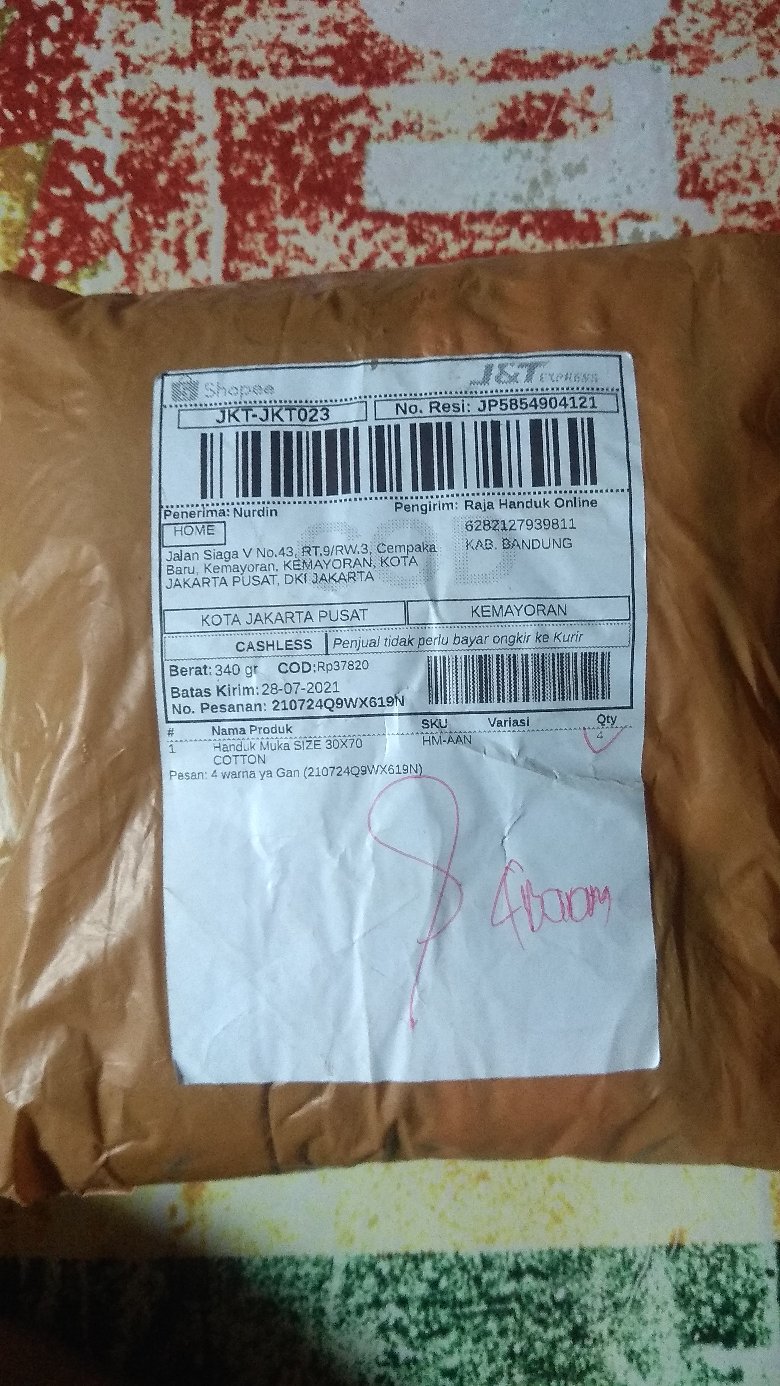 Shopee
J&T EXPRESS
JKT-JKT023
No. Resi: JP5854904121
Penerima: Nurdin
Pengirim: Raja Handuk Online
HOME
6282127939811
KAB. BANDUNG
Jalan Siaga V No.43, RT.9/RW.3, Cempaka
Baru, Kemayoran, KEMAYORAN, KOTA
JAKARTA PUSAT, DKI JAKARTA
COD
KOTA JAKARTA PUSAT
KEMAYORAN
CASHLESS Penjual tidak perlu bayar ongkir ke Kurir
Berat: 340 gr COD:Rp37820
Batas Kirim: 28-07-2021
No. Pesanan: 210724Q9WX619N
# Nama Produk SKU Variasi Qty
1 Handuk Muka SIZE 30X70 HM-AAN 4
COTTON
Pesan: 4 warna ya Gan (210724Q9WX619N)